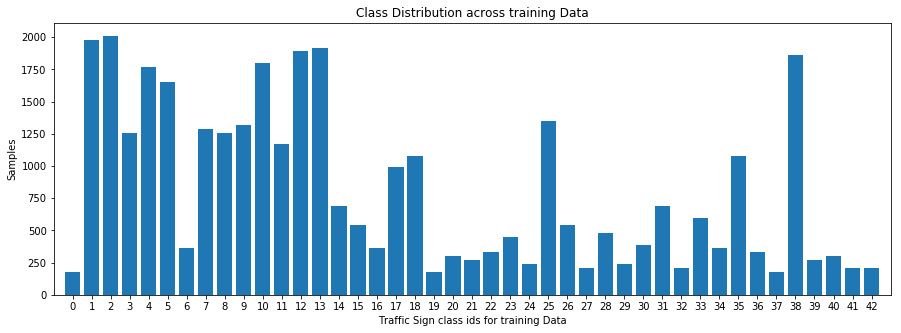 Class Distribution across training Data
Samples
2000
1750
1500
1250
1000
750
500
250
0
0 1 2 3 4 5 6 7 8 9 10 11 12 13 14 15 16 17 18 19 20 21 22 23 24 25 26 27 28 29 30 31 32 33 34 35 36 37 38 39 40 41 42
Traffic Sign class ids for training Data